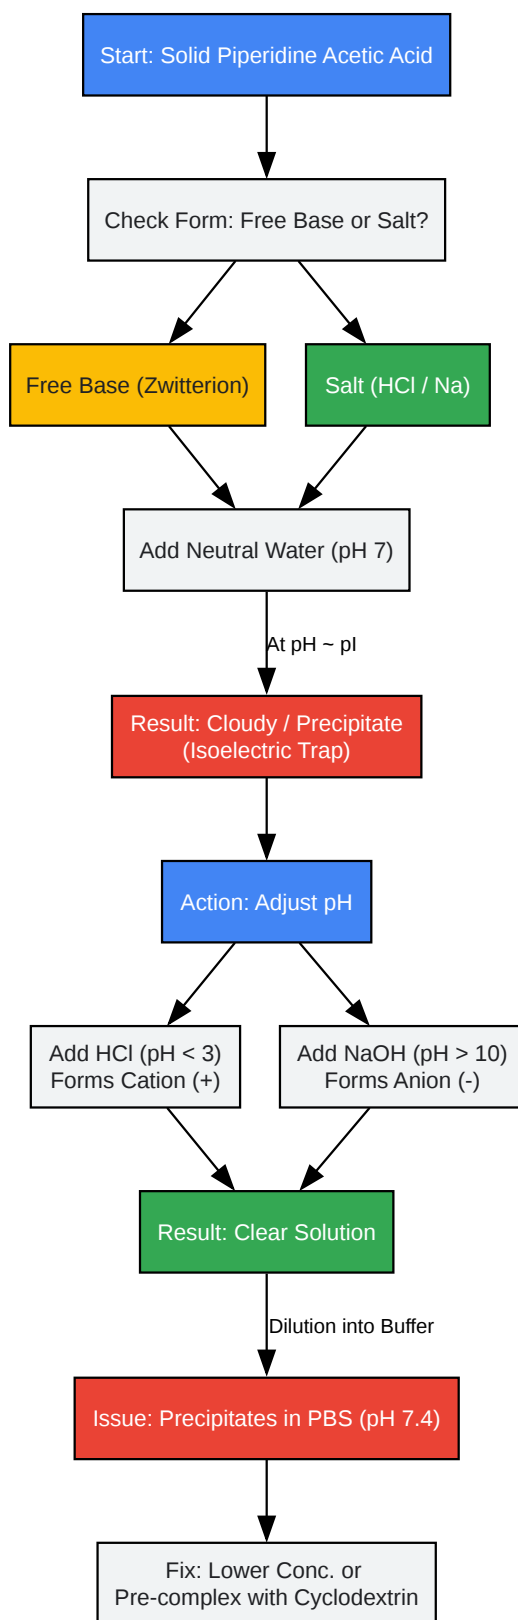 Start: Solid Piperidine Acetic Acid
Check Form: Free Base or Salt?
Free Base (Zwitterion)
Salt (HCl / Na)
Add Neutral Water (pH 7)
At pH ~ pI
Result: Cloudy / Precipitate
(Isoelectric Trap)
Action: Adjust pH
Add HCl (pH < 3)
Forms Cation (+)
Add NaOH (pH > 10)
Forms Anion (-)
Result: Clear Solution
Dilution into Buffer
Issue: Precipitates in PBS (pH 7.4)
Fix: Lower Conc. or
Pre-complex with Cyclodextrin